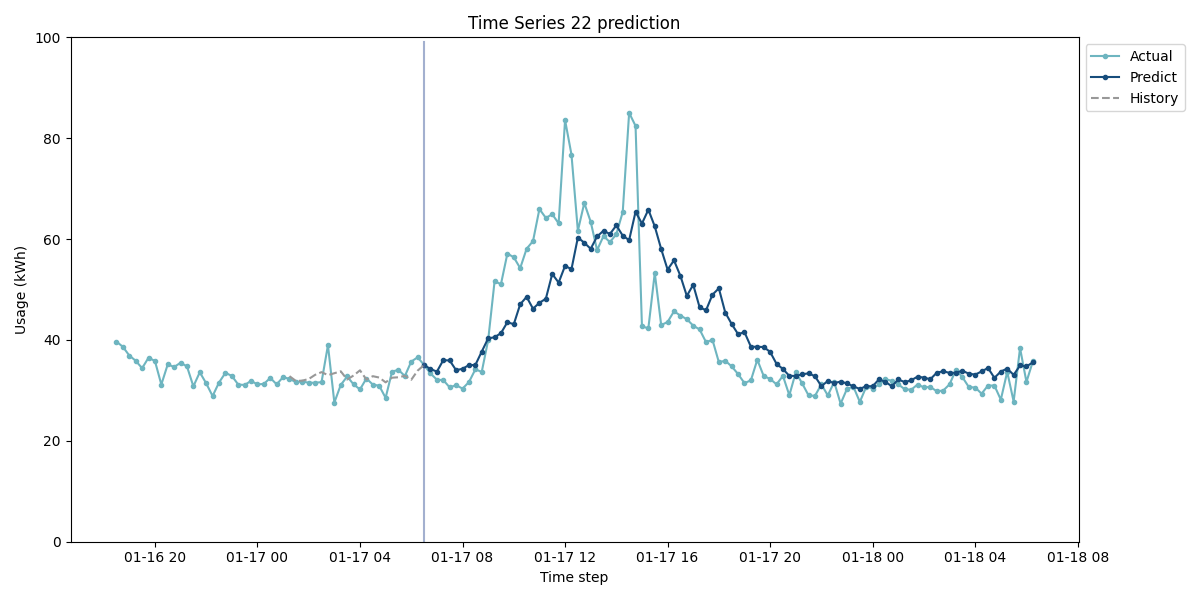 Time Series 22 prediction
Usage (kWh)
100
80
60
40
20
0
01-16 20
01-17 00
01-17 04
01-17 08
01-17 12
01-17 16
01-17 20
01-18 00
01-18 04
01-18 08
Time step
Actual
Predict
History